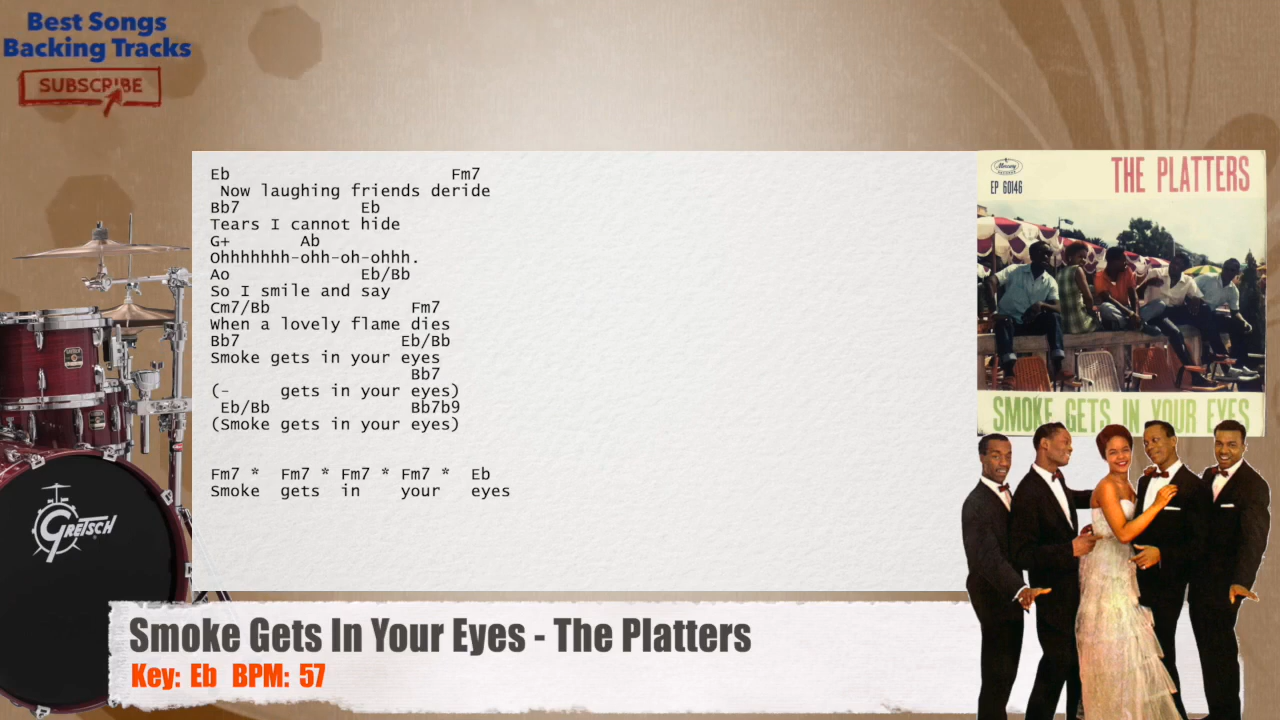 Best Songs
Backing Tracks
SUBSCRIBE
Eb                      Fm7
 Now laughing friends deride
Bb7            Eb
Tears I cannot hide
G+       Ab
Ohhhhhhh-ohh-oh-ohhh.
Ao             Eb/Bb
So I smile and say
Cm7/Bb              Fm7
When a lovely flame dies
Bb7                Eb/Bb
Smoke gets in your eyes
                    Bb7
(-     gets in your eyes)
 Eb/Bb              Bb7b9
(Smoke gets in your eyes)
Fm7 *  Fm7 * Fm7 * Fm7 *  Eb
Smoke  gets  in    your   eyes
Mercury
EP 60146
THE PLATTERS
SMOKE GETS IN YOUR EYES
GRETSCH
Smoke Gets In Your Eyes - The Platters
Key: Eb  BPM: 57